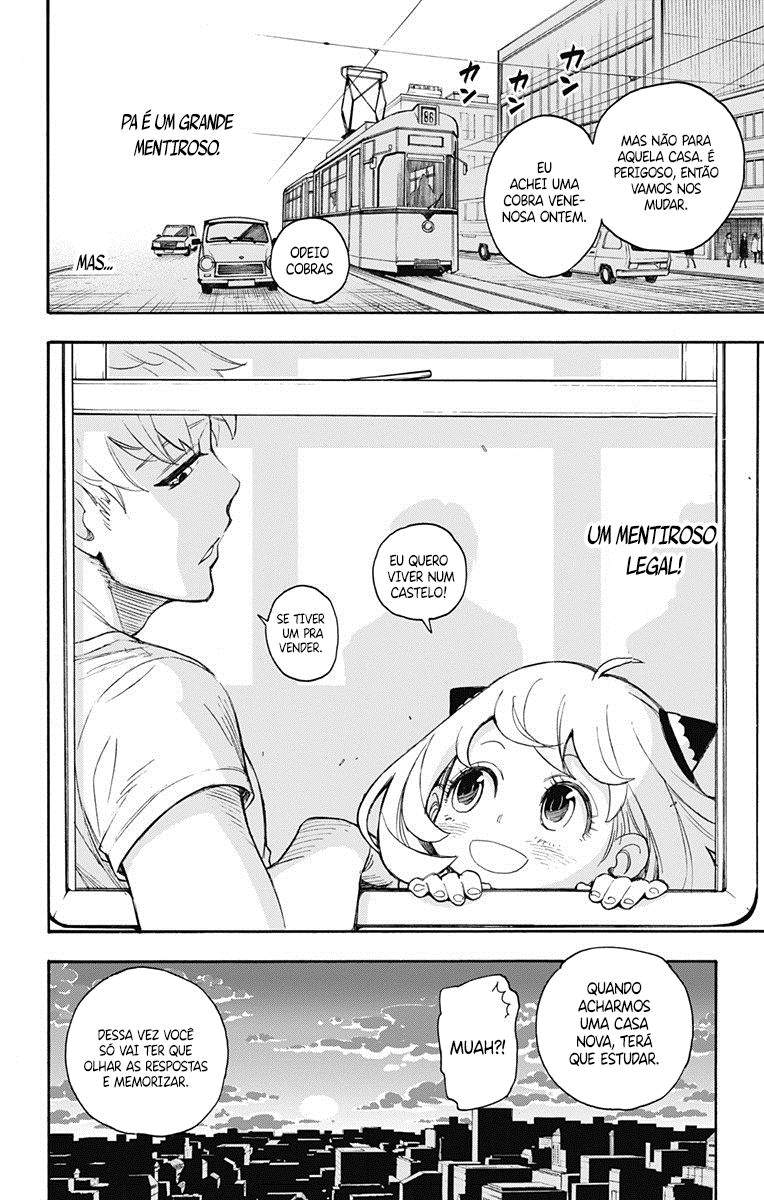 MAS NÃO PARA
AQUELA CASA. É
PERIGOSO, ENTÃO
VAMOS NOS
MUDAR.
カン
カン
カン
86
EU
ACHEI UMA
COBRA VENE-
NOSA ONTEM.
PA É UM GRANDE
MENTIROSO.
ODEIO
COBRAS
MAS...
UM MENTIROSO
LEGAL!
EU QUERO
VIVER NUM
CASTELO!
SE TIVER
UM PRA
VENDER.
QUANDO
ACHARMOS
UMA CASA
NOVA, TERÁ
QUE ESTUDAR.
MUAH?!
DESSA VEZ VOCÊ
SÓ VAI TER QUE
OLHAR AS RESPOSTAS
E MEMORIZAR.